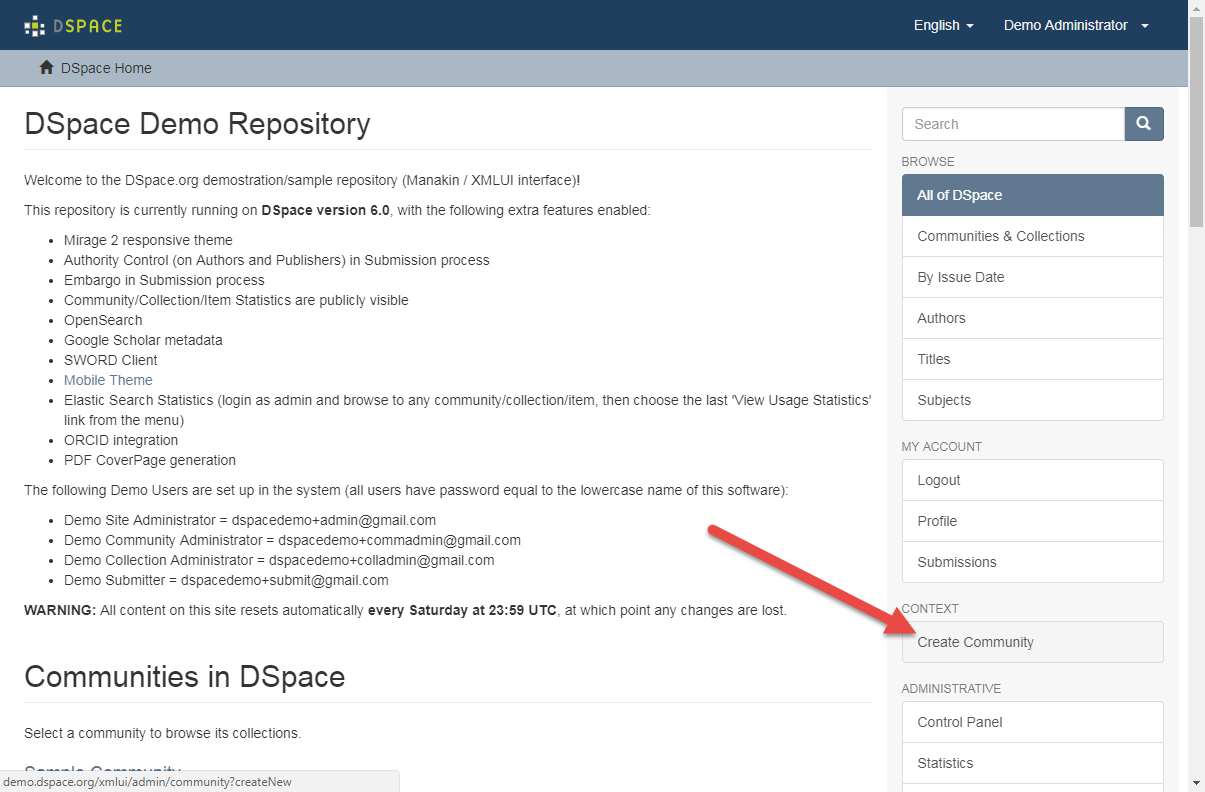 DSPACE
English
Demo Administrator
DSpace Home
DSpace Demo Repository
Welcome to the DSpace.org demostration/sample repository (Manakin / XMLUI interface)!
This repository is currently running on DSpace version 6.0, with the following extra features enabled:
Mirage 2 responsive theme
Authority Control (on Authors and Publishers) in Submission process
Embargo in Submission process
Community/Collection/Item Statistics are publicly visible
OpenSearch
Google Scholar metadata
SWORD Client
Mobile Theme
Elastic Search Statistics (login as admin and browse to any community/collection/item, then choose the last 'View Usage Statistics'
link from the menu)
ORCID integration
PDF CoverPage generation
The following Demo Users are set up in the system (all users have password equal to the lowercase name of this software):
Demo Site Administrator = dspacedemo+admin@gmail.com
Demo Community Administrator = dspacedemo+commadmin@gmail.com
Demo Collection Administrator = dspacedemo+colladmin@gmail.com
Demo Submitter = dspacedemo+submit@gmail.com
WARNING: All content on this site resets automatically every Saturday at 23:59 UTC, at which point any changes are lost.
Communities in DSpace
Select a community to browse its collections.
Sample Community
demo.dspace.org/xmlui/admin/community?createNew
Search
BROWSE
All of DSpace
Communities & Collections
By Issue Date
Authors
Titles
Subjects
MY ACCOUNT
Logout
Profile
Submissions
CONTEXT
Create Community
ADMINISTRATIVE
Control Panel
Statistics